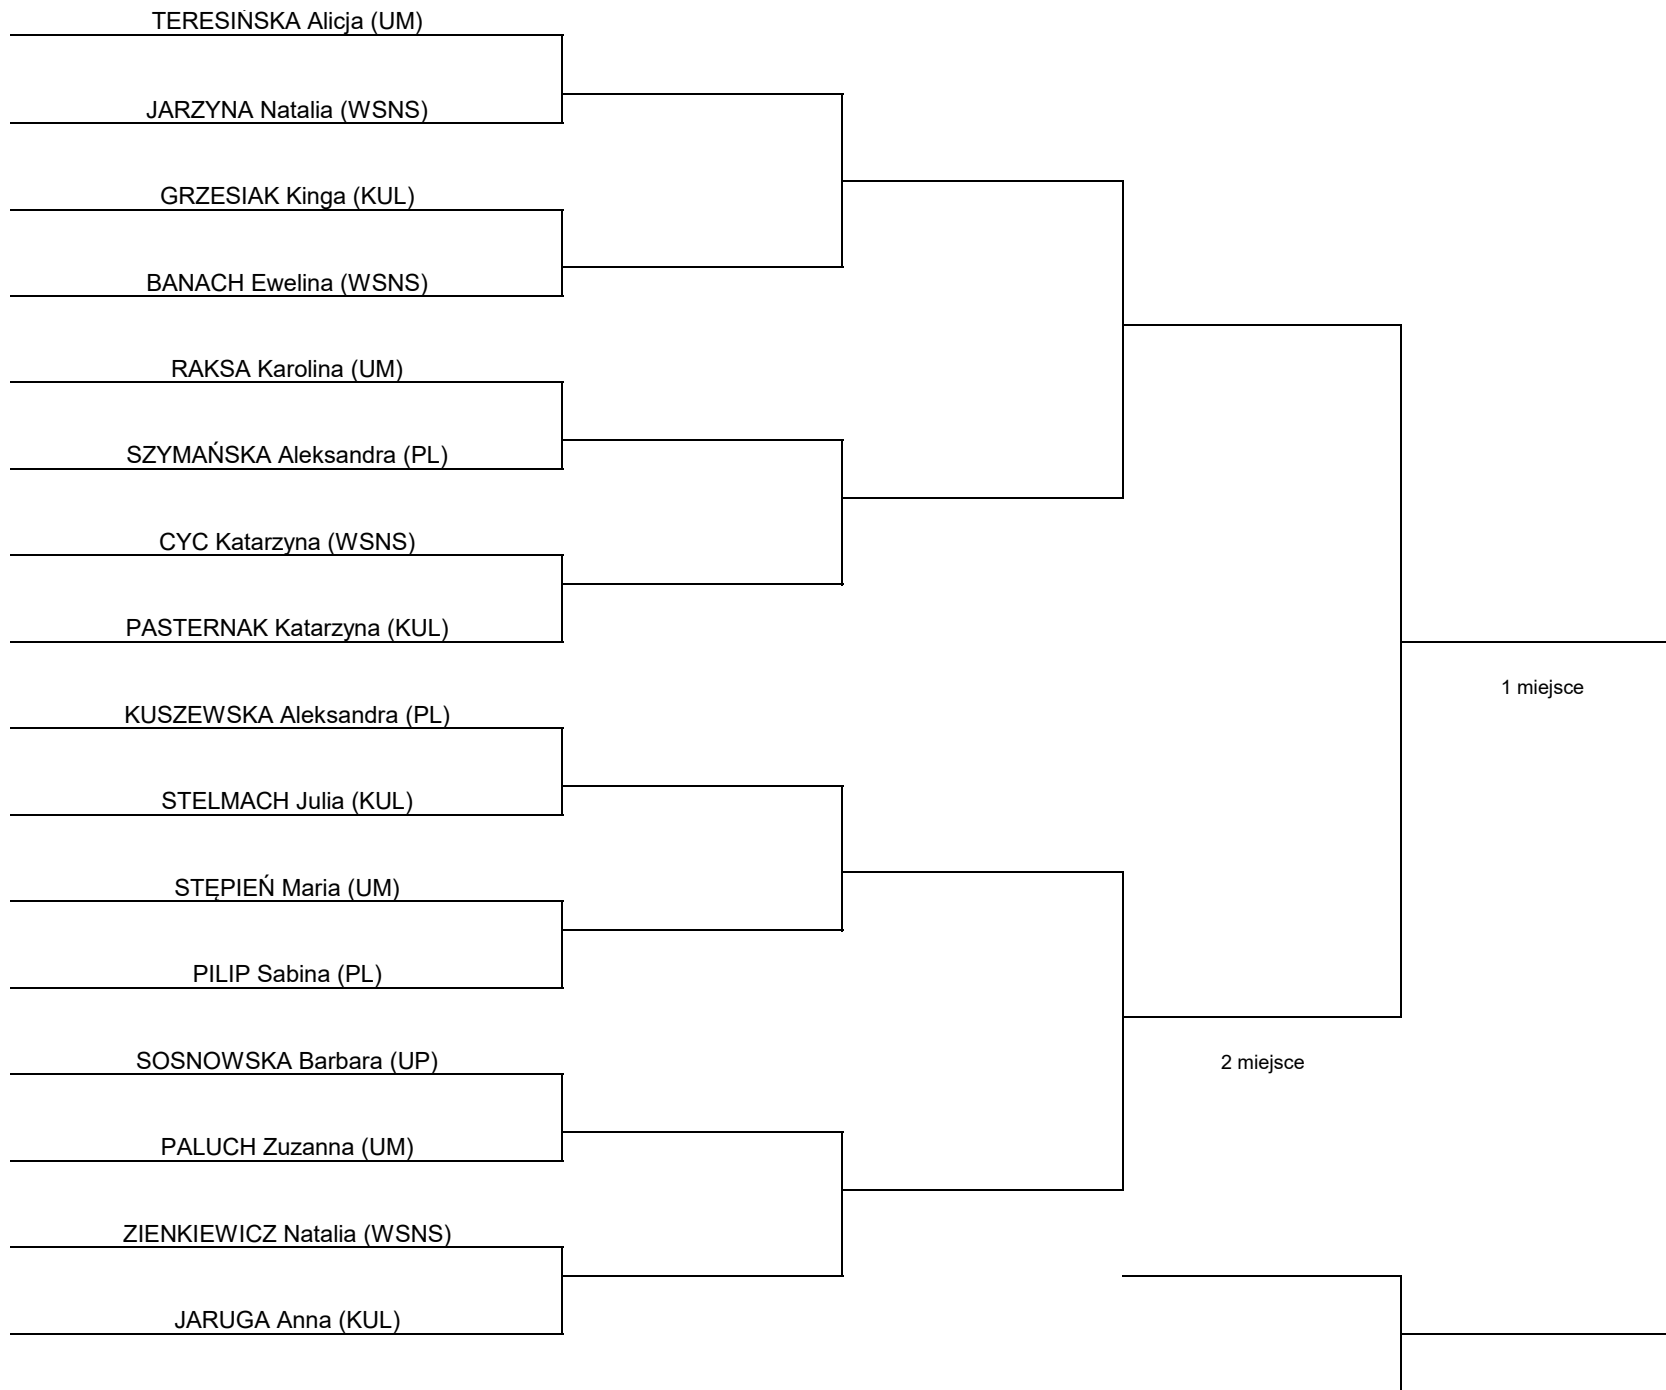 TERESIŃSKA Alicja (UM)
JARZYNA Natalia (WSNS)
GRZESIAK Kinga (KUL)
BANACH Ewelina (WSNS)
RAKSA Karolina (UM)
SZYMAŃSKA Aleksandra (PL)
CYC Katarzyna (WSNS)
PASTERNAK Katarzyna (KUL)
1 miejsce
KUSZEWSKA Aleksandra (PL)
STELMACH Julia (KUL)
STĘPIEŃ Maria (UM)
PILIP Sabina (PL)
SOSNOWSKA Barbara (UP)
2 miejsce
PALUCH Zuzanna (UM)
ZIENKIEWICZ Natalia (WSNS)
JARUGA Anna (KUL)